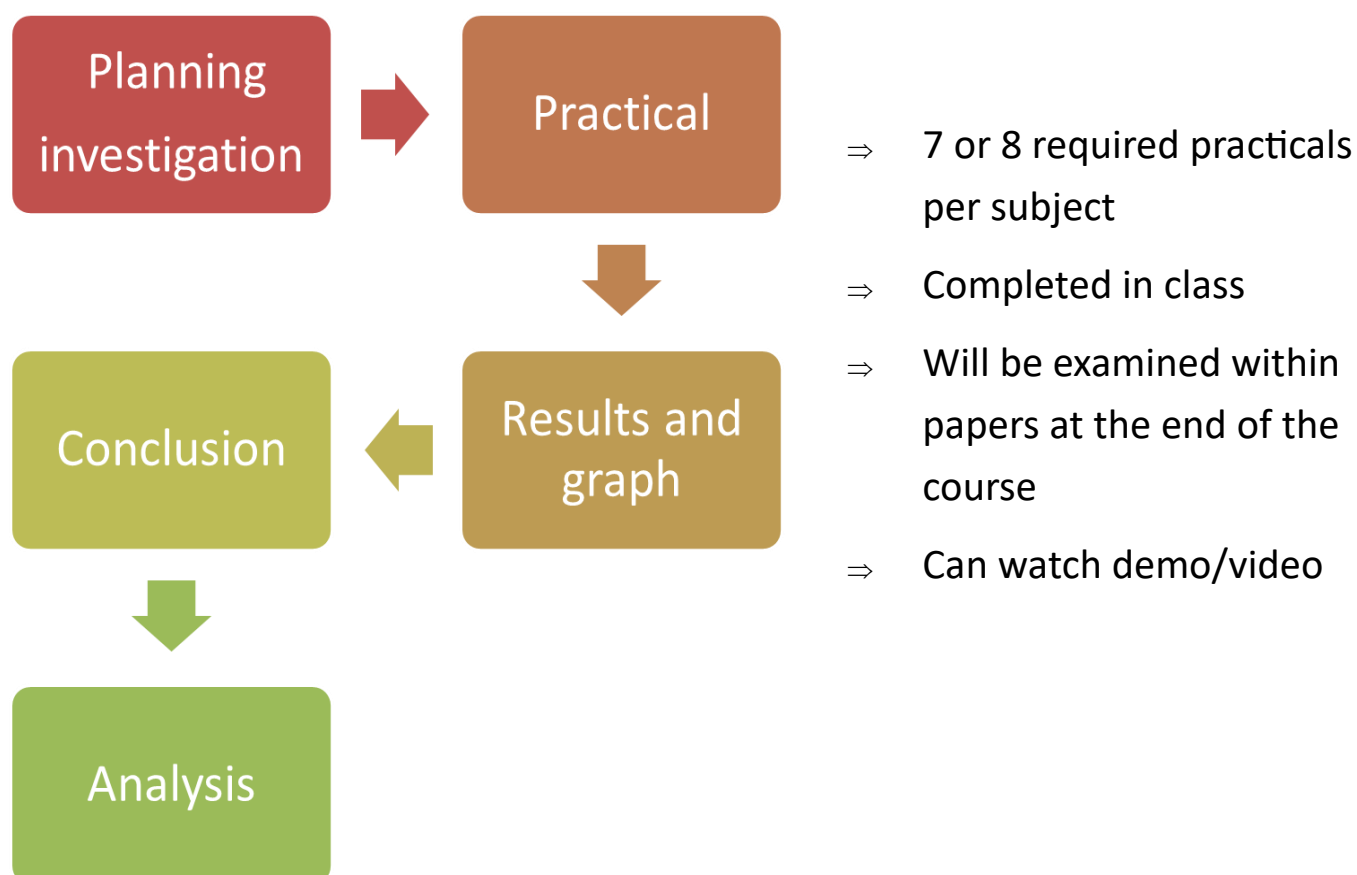 Planning
investigation
Practical
Results and
graph
Conclusion
Analysis
⇒ 7 or 8 required practicals
per subject
⇒ Completed in class
⇒ Will be examined within
papers at the end of the
course
⇒ Can watch demo/video